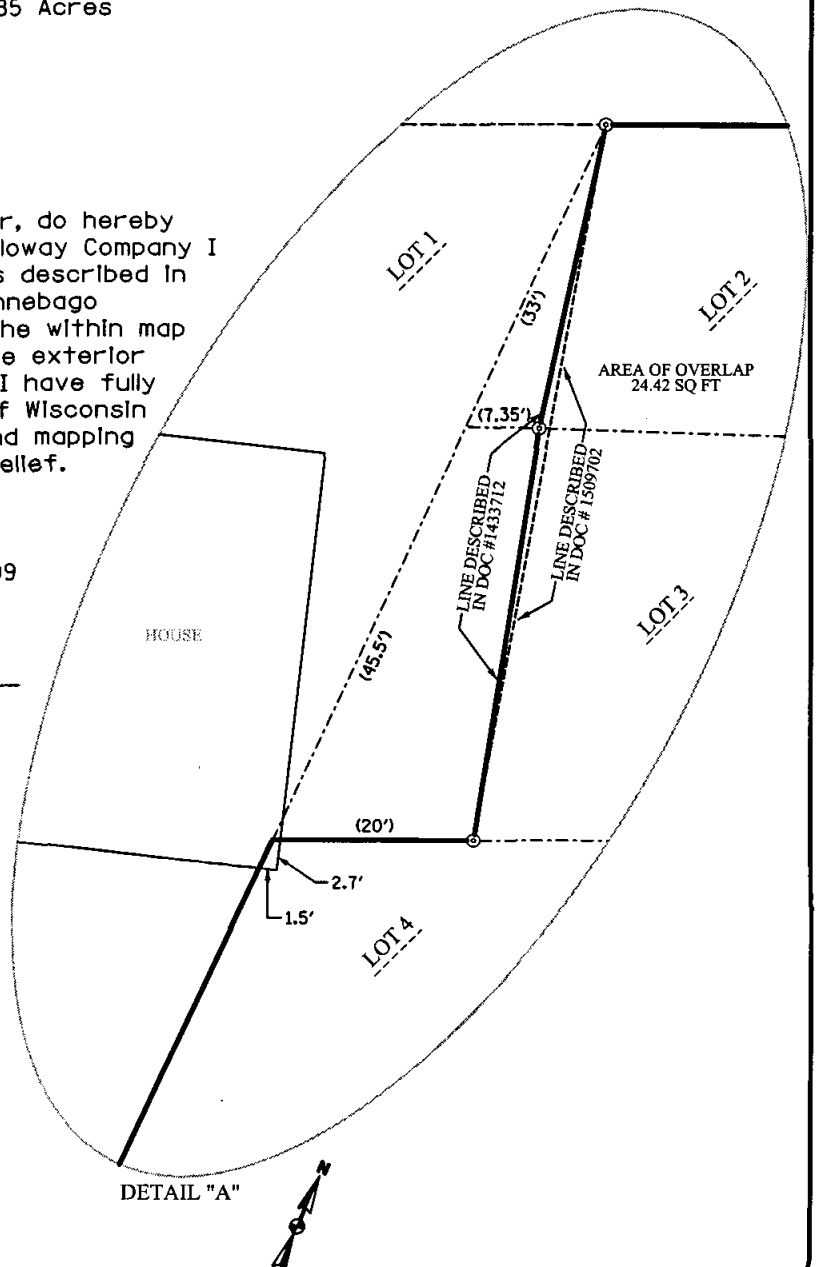 35 Acres
r, do hereby
loway Company I
s described in
nnebago
he within map
e exterior
I have fully
f Wisconsin
nd mapping
elief.
09
LOT 1
LOT 2
(33')
AREA OF OVERLAP
24.42 SQ FT
(7.35')
LINE DESCRIBED
IN DOC #1433712
LINE DESCRIBED
IN DOC # 1509702
LOT 3
HOUSE
(45.5')
(20')
2.7'
1.5'
LOT 4
DETAIL "A"
N